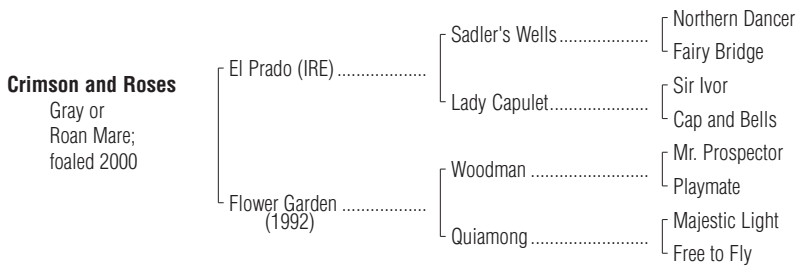 Crimson and Roses
Gray or
Roan Mare;
foaled 2000
El Prado (IRE) ..................
Flower Garden ..................
(1992)
Sadler's Wells..................
Lady Capulet....................
Woodman ........................
Quiamong........................
Northern Dancer
Fairy Bridge
Sir Ivor
Cap and Bells
Mr. Prospector
Playmate
Majestic Light
Free to Fly